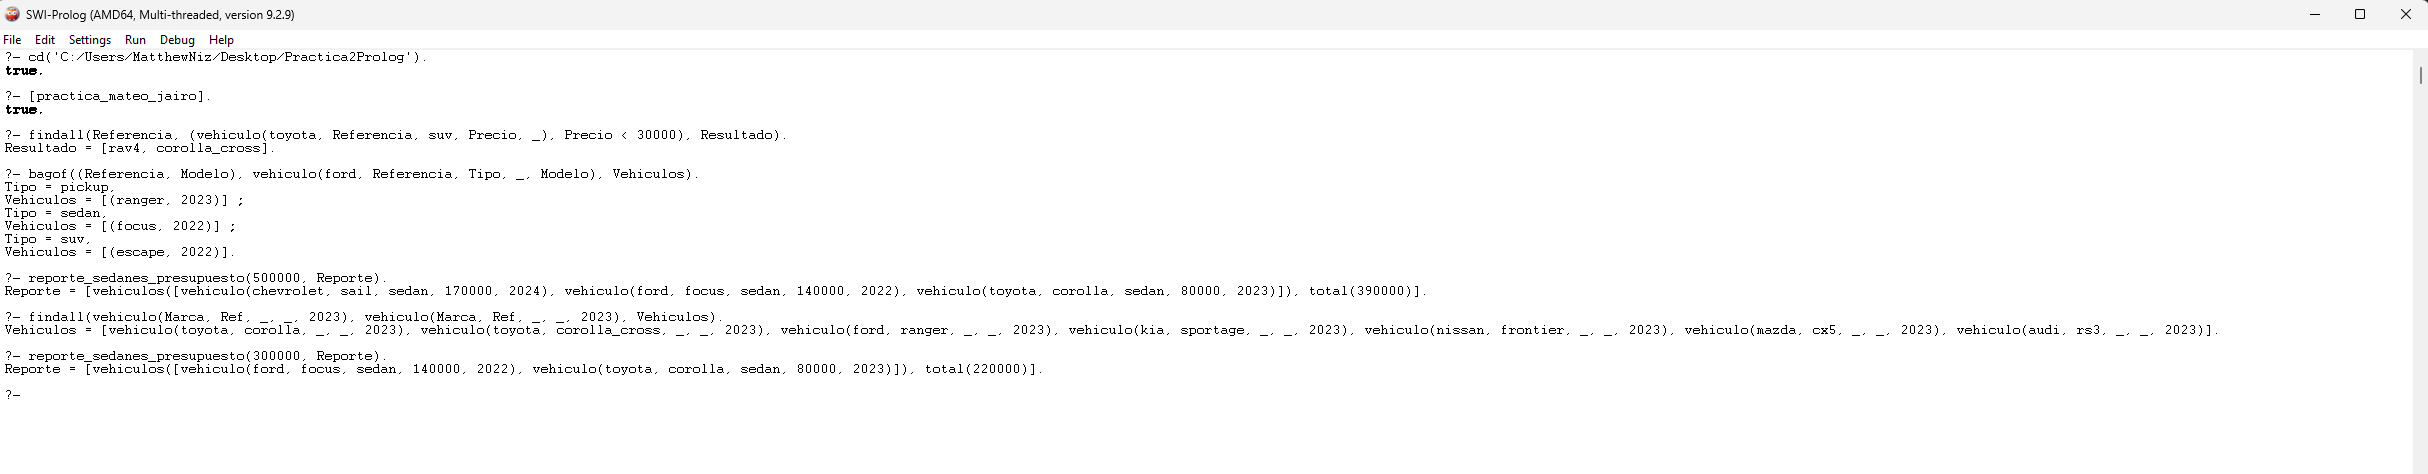 SWI-Prolog (AMD64, Multi-threaded, version 9.2.9)
File Edit Settings Run Debug Help
?- cd('C:/Users/MatthewNiz/Desktop/Practica2Prolog').
true.
?- [practica_mateo_jairo].
true.
?- findall(Referencia, (vehiculo(toyota, Referencia, suv, Precio, _), Precio < 30000), Resultado).
Resultado = [rav4, corolla_cross].
?- bagof((Referencia, Modelo), vehiculo(ford, Referencia, Tipo, _, Modelo), Vehiculos).
Tipo = pickup,
Vehiculos = [(ranger, 2023)] ;
Tipo = sedan,
Vehiculos = [(focus, 2022)] ;
Tipo = suv,
Vehiculos = [(escape, 2022)].
?- reporte_sedanes_presupuesto(500000, Reporte).
Reporte = [vehiculos([vehiculo(chevrolet, sail, sedan, 170000, 2024), vehiculo(ford, focus, sedan, 140000, 2022), vehiculo(toyota, corolla, sedan, 80000, 2023)]), total(390000)].
?- findall(vehiculo(Marca, Ref, _, _, 2023), vehiculo(Marca, Ref, _, _, 2023), Vehiculos).
Vehiculos = [vehiculo(toyota, corolla, _, _, 2023), vehiculo(toyota, corolla_cross, _, _, 2023), vehiculo(ford, ranger, _, _, 2023), vehiculo(kia, sportage, _, _, 2023), vehiculo(nissan, frontier, _, _, 2023), vehiculo(mazda, cx5, _, _, 2023), vehiculo(audi, rs3, _, _, 2023)].
?- reporte_sedanes_presupuesto(300000, Reporte).
Reporte = [vehiculos([vehiculo(ford, focus, sedan, 140000, 2022), vehiculo(toyota, corolla, sedan, 80000, 2023)]), total(220000)].
?-